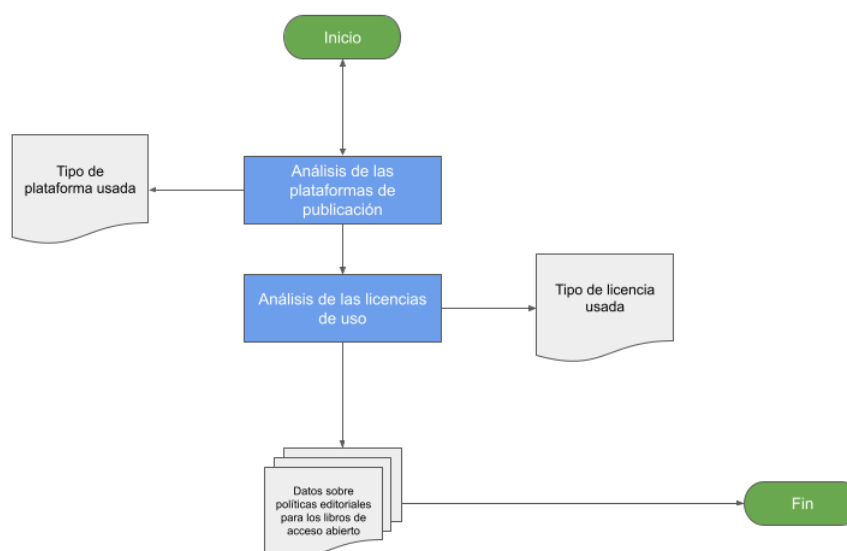 Inicio
Tipo de
plataforma usada
Análisis de las
plataformas de
publicación
Análisis de las licencias
de uso
Tipo de licencia
usada
Datos sobre
políticas editoriales
para los libros de
acceso abierto
Fin